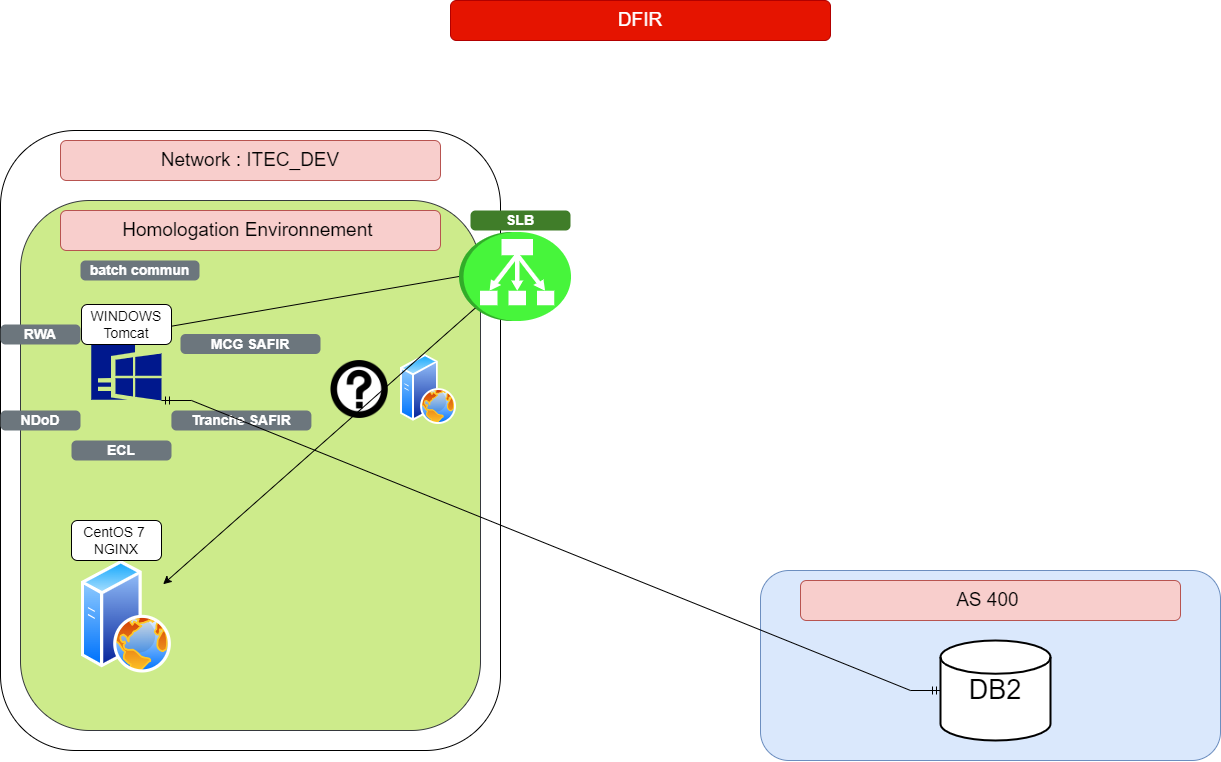 DFIR
Network : ITEC_DEV
Homologation Environnement
SLB
batch commun
WINDOWS
Tomcat
RWA
MCG SAFIR
?
NDoD
Tranche SAFIR
ECL
CentOS 7
NGINX
AS 400
DB2